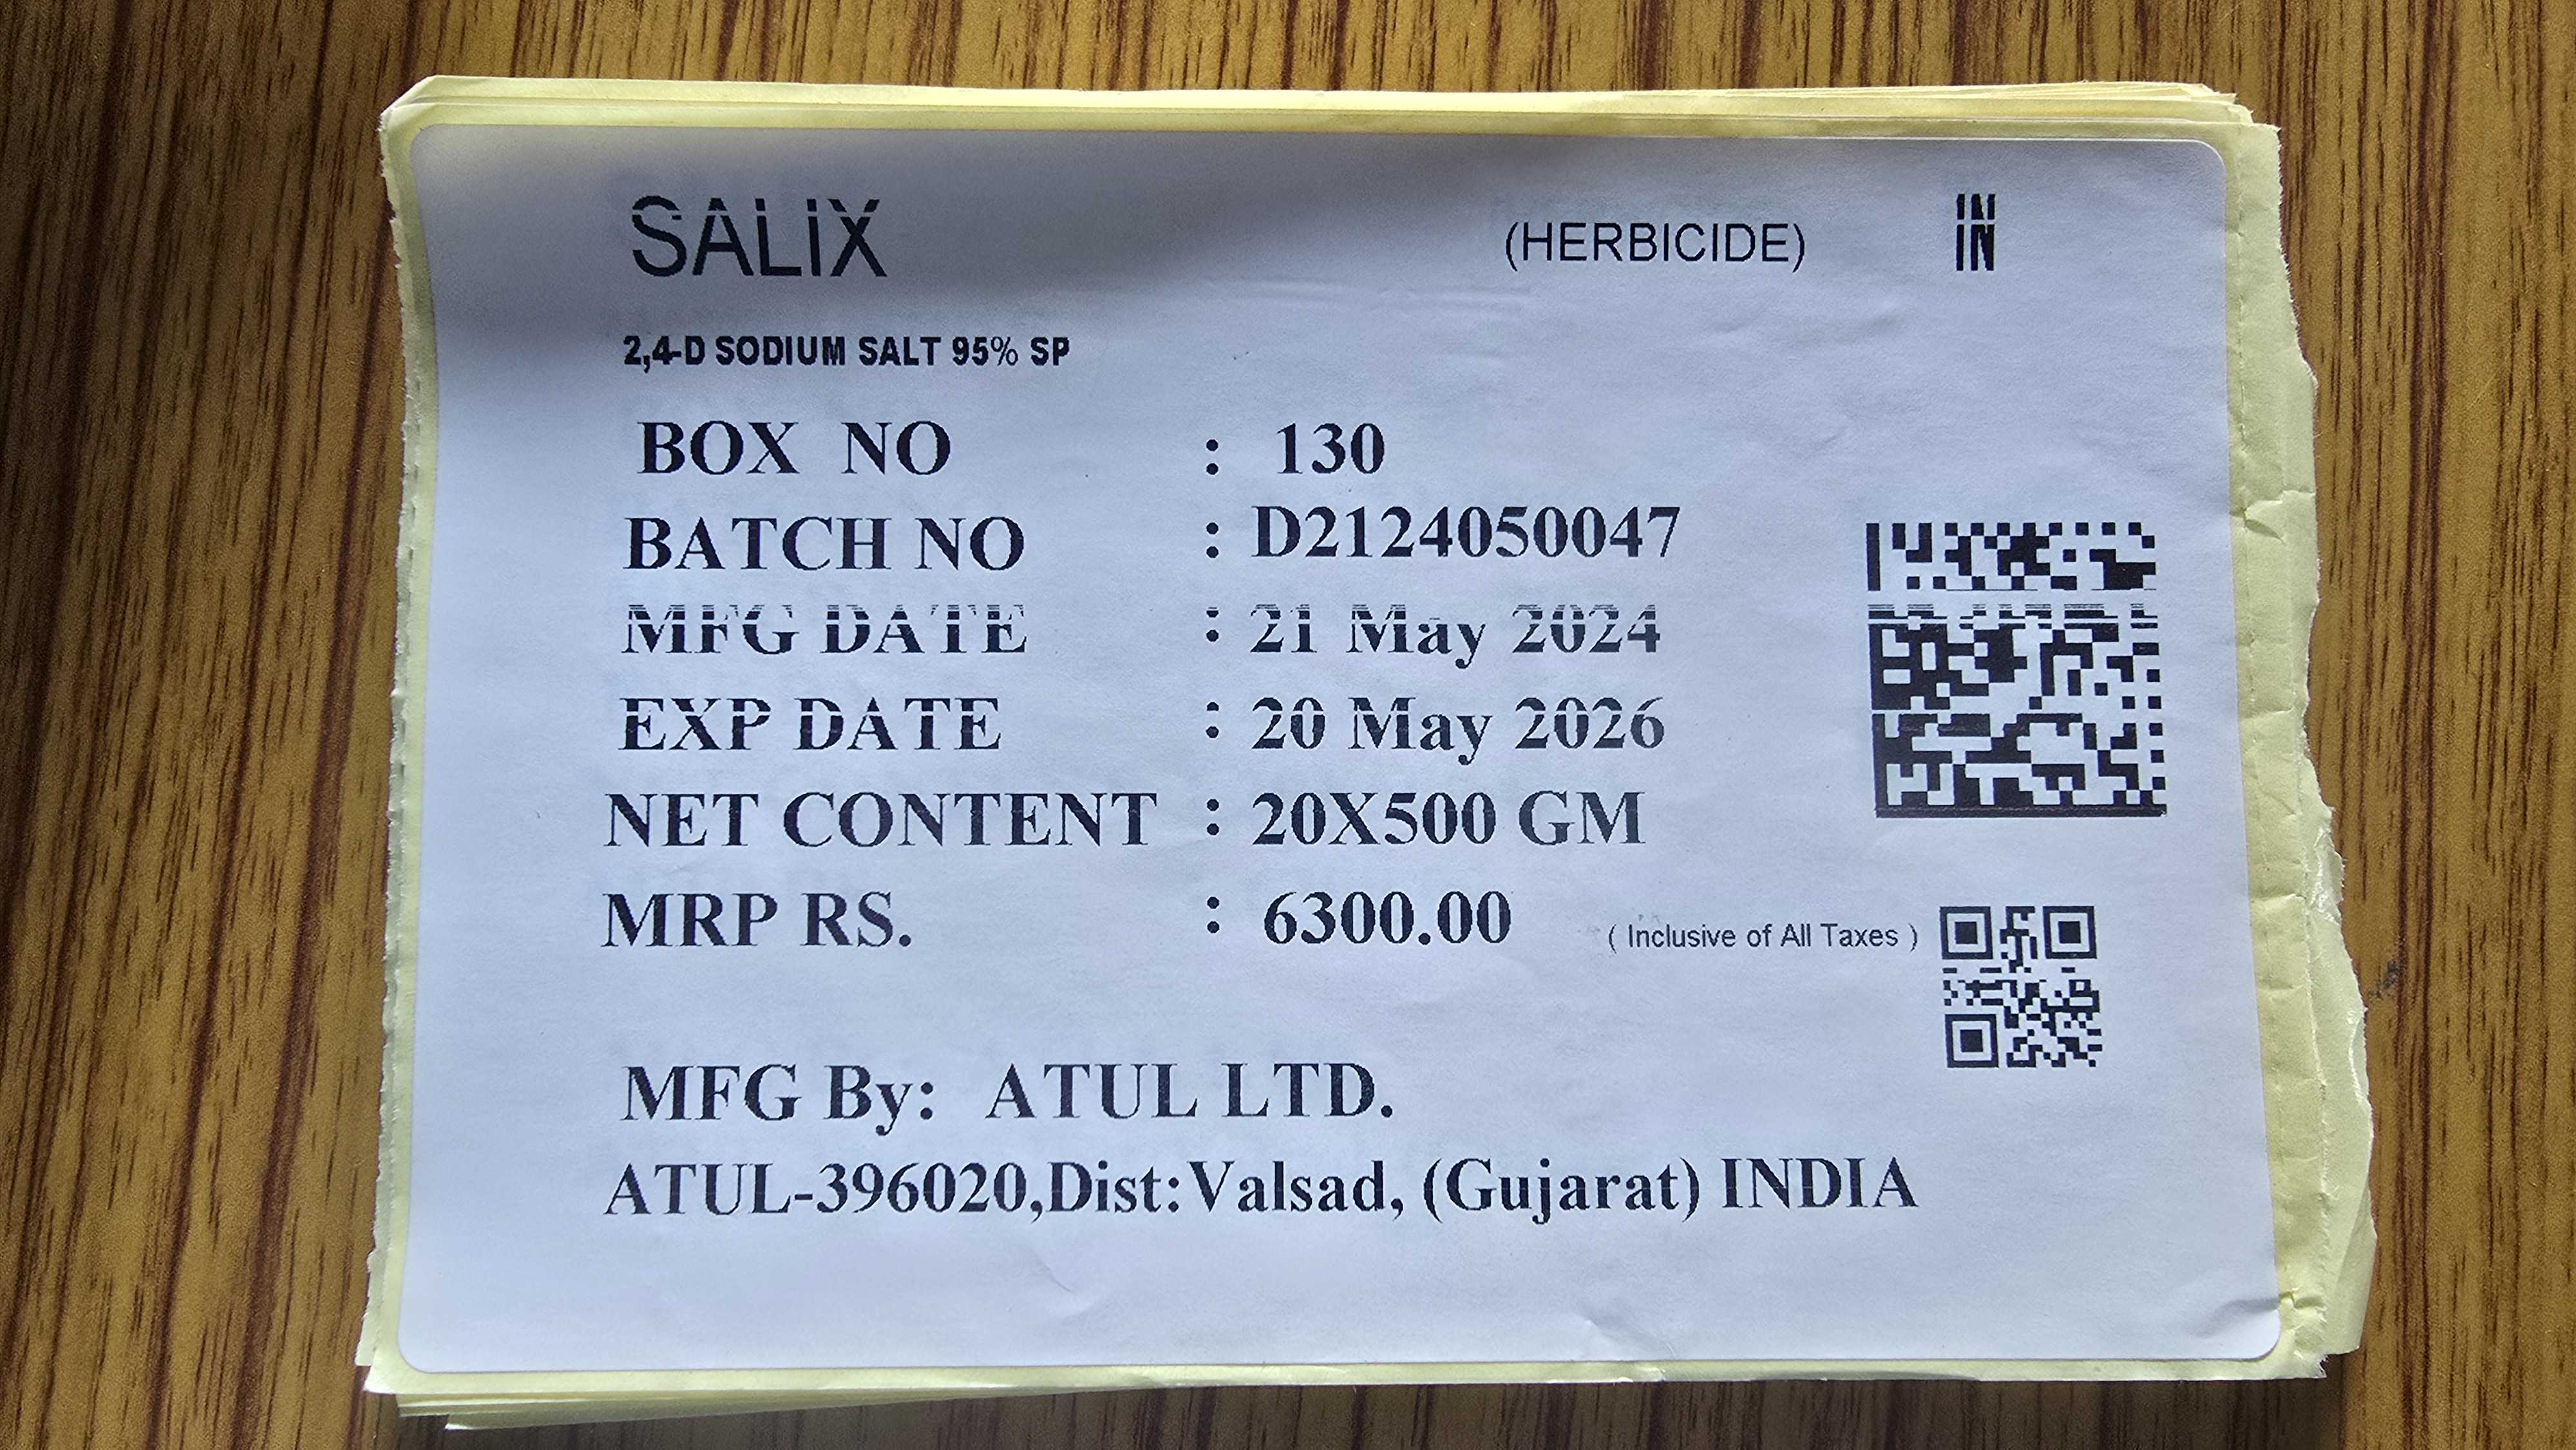 SALIX (HERBICIDE) IN
2,4-D SODIUM SALT 95% SP
BOX NO : 130
BATCH NO : D2124050047
MFG DATE : 21 May 2024
EXP DATE : 20 May 2026
NET CONTENT : 20X500 GM
MRP RS. : 6300.00 ( Inclusive of All Taxes )
MFG By: ATUL LTD.
ATUL-396020,Dist:Valsad, (Gujarat) INDIA